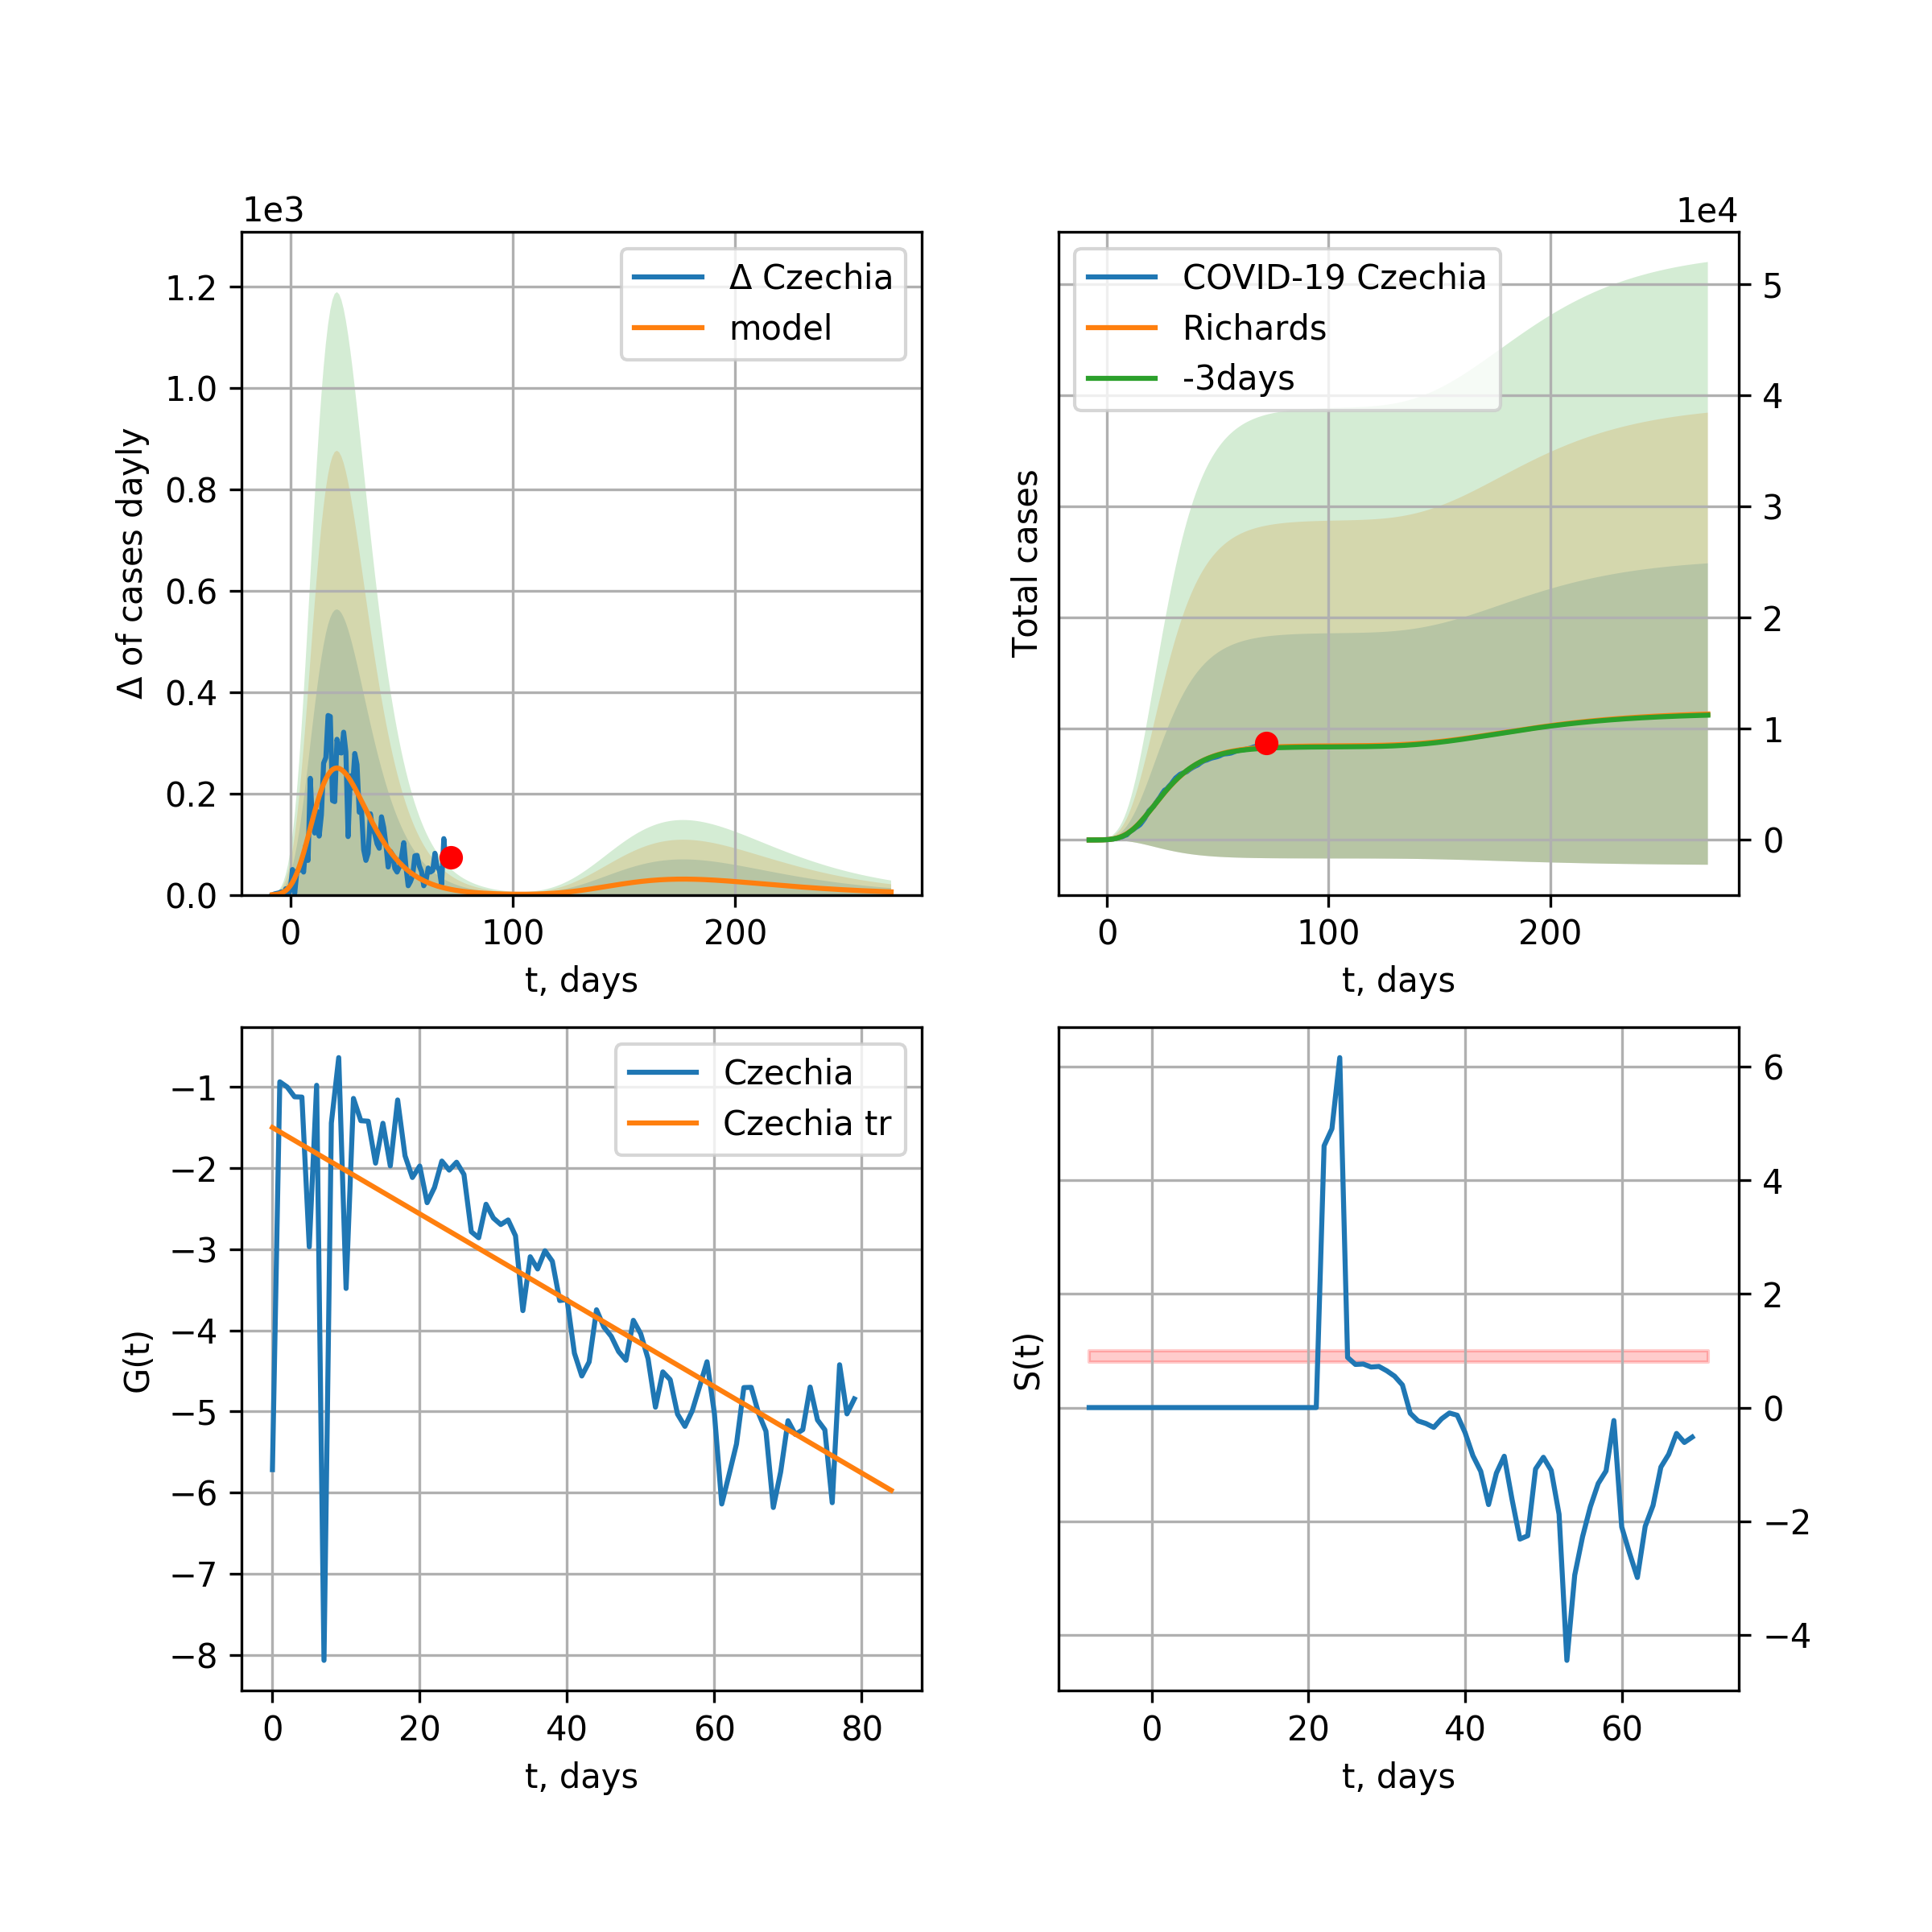 1e3
Δ Czechia
model
1.2
1.0
0.8
0.6
0.4
0.2
0.0
Δ of cases dayly
0
100
200
t, days
1e4
COVID-19 Czechia
Richards
-3days
5
4
3
2
1
0
Total cases
0
100
200
t, days
Czechia
Czechia tr
−1
−2
−3
−4
−5
−6
−7
−8
G(t)
0
20
40
60
80
t, days
6
4
2
0
−2
−4
S(t)
0
20
40
60
t, days